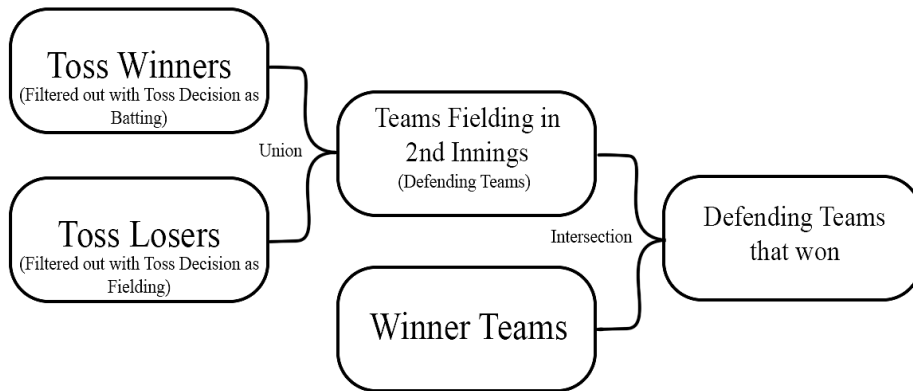 Toss Winners
(Filtered out with Toss Decision as
Batting)
Union
Toss Losers
(Filtered out with Toss Decision as
Fielding)
Teams Fielding in
2nd Innings
(Defending Teams)
Intersection
Winner Teams
Defending Teams
that won